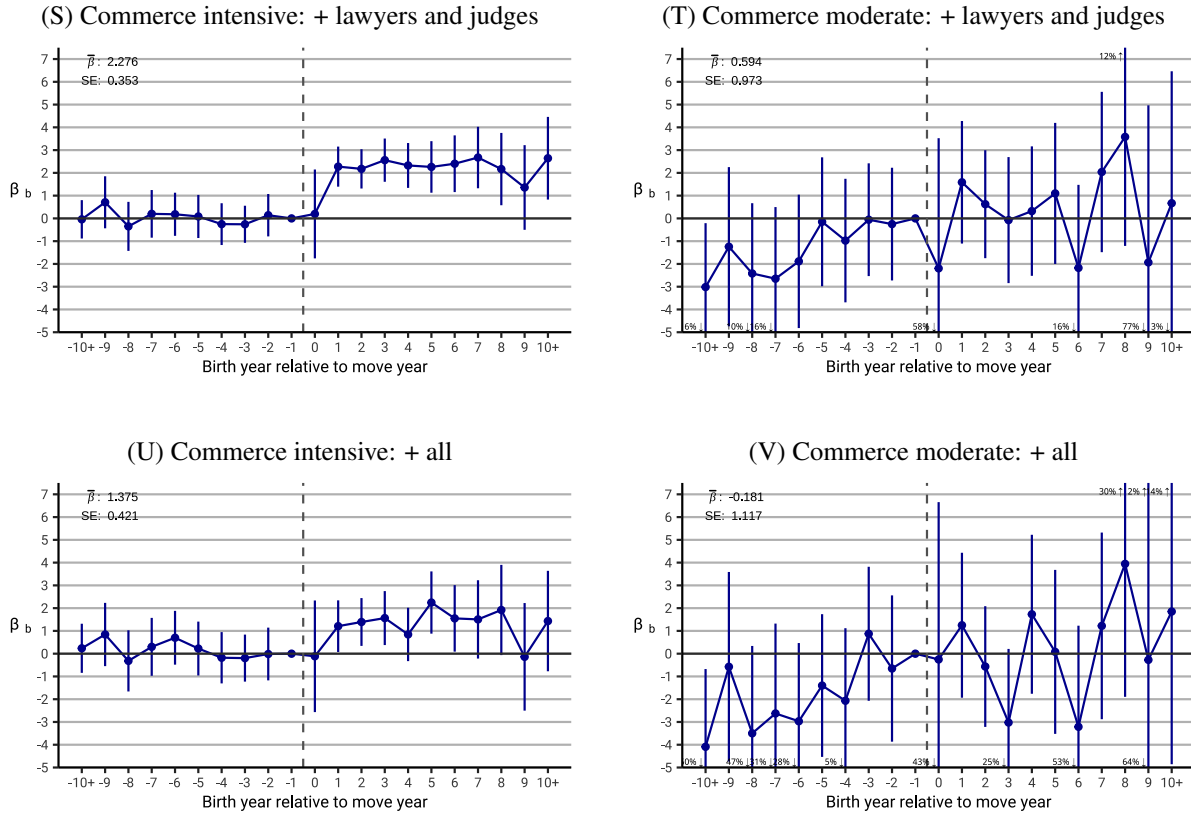 (S) Commerce intensive: + lawyers and judges
β̅ : 2.276
SE: 0.353
7
6
5
4
3
2
1
0
-1
-2
-3
-4
-5
β b
-10+ -9 -8 -7 -6 -5 -4 -3 -2 -1 0 1 2 3 4 5 6 7 8 9 10+
Birth year relative to move year
(T) Commerce moderate: + lawyers and judges
β̅ : 0.594
SE: 0.973
12% ↑
7
6
5
4
3
2
1
0
-1
-2
-3
-4
-5
β b
6% ↓ 16% ↓ 58% ↓ 16% ↓ 77% ↓ 3% ↓
-10+ -9 -8 -7 -6 -5 -4 -3 -2 -1 0 1 2 3 4 5 6 7 8 9 10+
Birth year relative to move year
(U) Commerce intensive: + all
β̅ : 1.375
SE: 0.421
7
6
5
4
3
2
1
0
-1
-2
-3
-4
-5
β b
-10+ -9 -8 -7 -6 -5 -4 -3 -2 -1 0 1 2 3 4 5 6 7 8 9 10+
Birth year relative to move year
(V) Commerce moderate: + all
β̅ : -0.181
SE: 1.117
30% ↑ 2% ↑ 4% ↑
7
6
5
4
3
2
1
0
-1
-2
-3
-4
-5
β b
47% ↓ 31% ↓ 28% ↓ 5% ↓ 43% ↓ 25% ↓ 53% ↓ 64% ↓
-10+ -9 -8 -7 -6 -5 -4 -3 -2 -1 0 1 2 3 4 5 6 7 8 9 10+
Birth year relative to move year